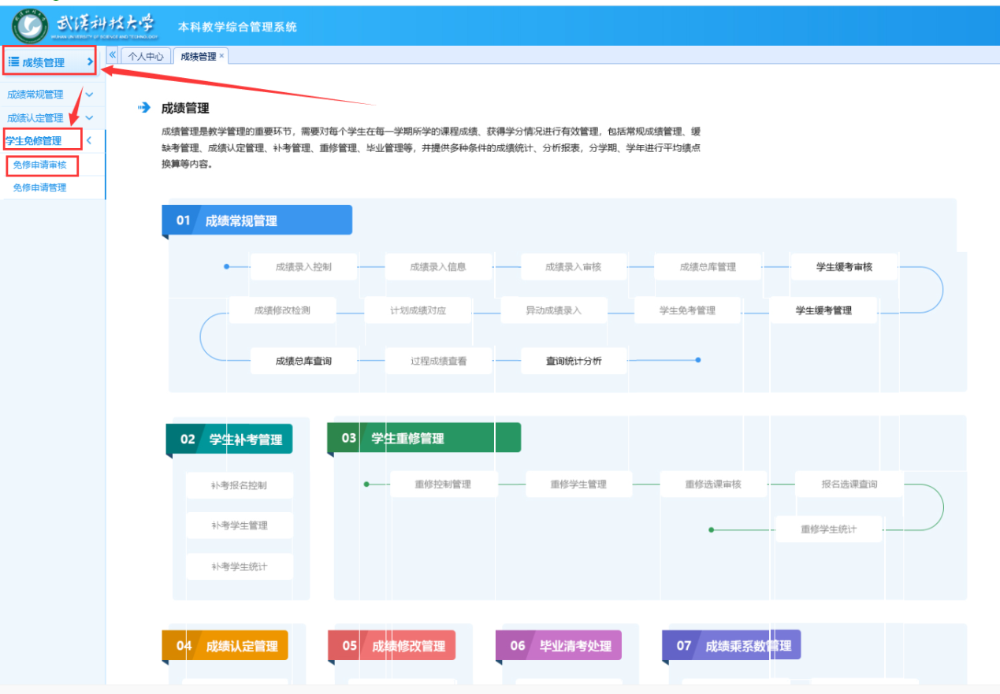 武汉科技大学
WUHAN UNIVERSITY OF SCIENCE AND TECHNOLOGY
本科教学综合管理系统
成绩管理
个人中心
成绩管理 ×
成绩常规管理
成绩认定管理
学生免修管理
免修申请审核
免修申请管理
成绩管理
成绩管理是教学管理的重要环节，需要对每个学生在每一学期所学的课程成绩、获得学分情况进行有效管理，包括常规成绩管理、缓
缺考管理、成绩认定管理、补考管理、重修管理、毕业管理等，并提供多种条件的成绩统计、分析报表，分学期、学年进行平均绩点
换算等内容。
01 成绩常规管理
成绩录入控制 成绩录入信息 成绩录入审核 成绩总库管理 学生缓考审核
成绩修改检测 计划成绩对应 异动成绩录入 学生免考管理 学生缓考管理
成绩总库查询 过程成绩查看 查询统计分析
02 学生补考管理
补考报名控制
补考学生管理
补考学生统计
03 学生重修管理
重修控制管理 重修学生管理 重修选课审核 报名选课查询
重修学生统计
04 成绩认定管理
05 成绩修改管理
06 毕业清考处理
07 成绩乘系数管理